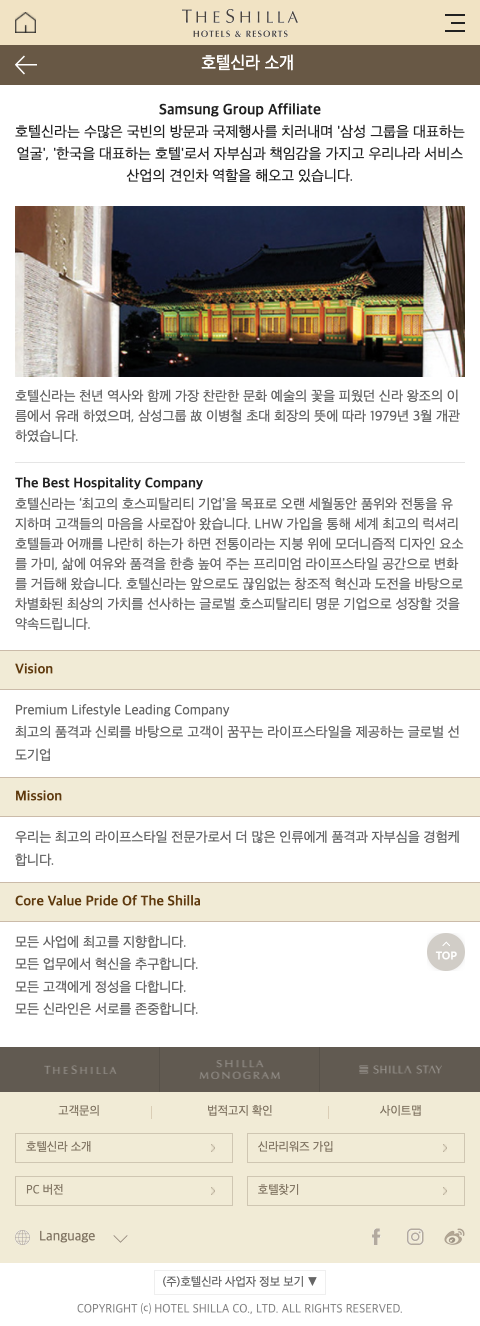 THE SHILLA
HOTELS & RESORTS
호텔신라 소개
Samsung Group Affiliate
호텔신라는 수많은 국빈의 방문과 국제행사를 치러내며 '삼성 그룹을 대표하는
얼굴', '한국을 대표하는 호텔'로서 자부심과 책임감을 가지고 우리나라 서비스
산업의 견인차 역할을 해오고 있습니다.
호텔신라는 천년 역사와 함께 가장 찬란한 문화 예술의 꽃을 피웠던 신라 왕조의 이
름에서 유래 하였으며, 삼성그룹 故 이병철 초대 회장의 뜻에 따라 1979년 3월 개관
하였습니다.
The Best Hospitality Company
호텔신라는 '최고의 호스피탈리티 기업'을 목표로 오랜 세월동안 품위와 전통을 유
지하며 고객들의 마음을 사로잡아 왔습니다. LHW 가입을 통해 세계 최고의 럭셔리
호텔들과 어깨를 나란히 하는가 하면 전통이라는 지붕 위에 모더니즘적 디자인 요소
를 가미, 삶에 여유와 품격을 한층 높여 주는 프리미엄 라이프스타일 공간으로 변화
를 거듭해 왔습니다. 호텔신라는 앞으로도 끊임없는 창조적 혁신과 도전을 바탕으로
차별화된 최상의 가치를 선사하는 글로벌 호스피탈리티 명문 기업으로 성장할 것을
약속드립니다.
Vision
Premium Lifestyle Leading Company
최고의 품격과 신뢰를 바탕으로 고객이 꿈꾸는 라이프스타일을 제공하는 글로벌 선
도기업
Mission
우리는 최고의 라이프스타일 전문가로서 더 많은 인류에게 품격과 자부심을 경험케
합니다.
Core Value Pride Of The Shilla
모든 사업에 최고를 지향합니다.
모든 업무에서 혁신을 추구합니다.
모든 고객에게 정성을 다합니다.
모든 신라인은 서로를 존중합니다.
TOP
THE SHILLA
SHILLA
MONOGRAM
SHILLA STAY
고객문의
법적고지 확인
사이트맵
호텔신라 소개
신라리워즈 가입
PC 버전
호텔찾기
Language
(주)호텔신라 사업자 정보 보기 ▼
COPYRIGHT (c) HOTEL SHILLA CO., LTD. ALL RIGHTS RESERVED.